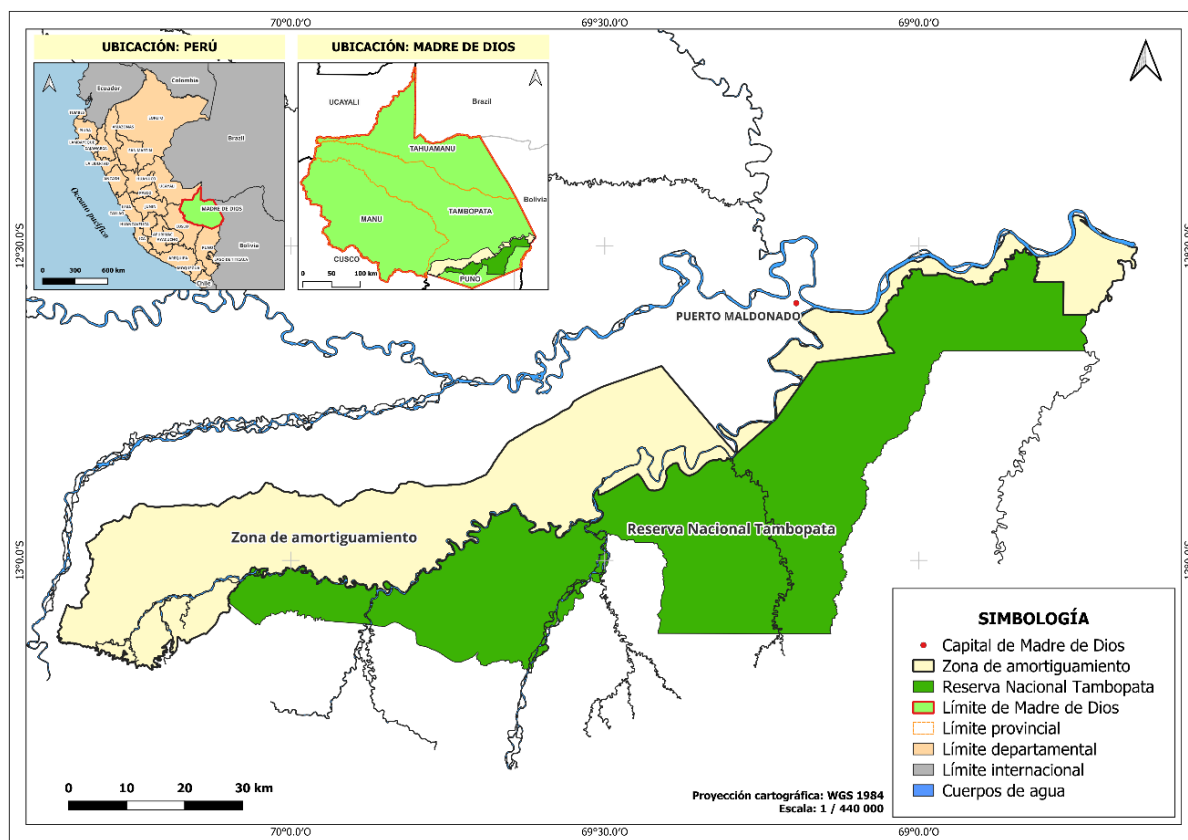 70°0.0'O
69°30.0'O
69°0.0'O
UBICACIÓN: PERÚ
Ecuador
Colombia
LORETO
AMAZONAS
Brazil
MADRE DE DIOS
Océano pacífico
Bolivia
PUNO
Chile
0 300 600 km
UBICACIÓN: MADRE DE DIOS
UCAYALI
Brazil
TAHUAMANU
Bolivia
MANU
TAMBOPATA
CUSCO
PUNO
0 50 100 km
12°30.0'S
PUERTO MALDONADO
Zona de amortiguamiento
Reserva Nacional Tambopata
13°0.0'S
SIMBOLOGÍA
Capital de Madre de Dios
Zona de amortiguamiento
Reserva Nacional Tambopata
Límite de Madre de Dios
Límite provincial
Límite departamental
Límite internacional
Cuerpos de agua
0 10 20 30 km
Proyección cartográfica: WGS 1984
Escala: 1 / 440 000
70°0.0'O
69°30.0'O
69°0.0'O